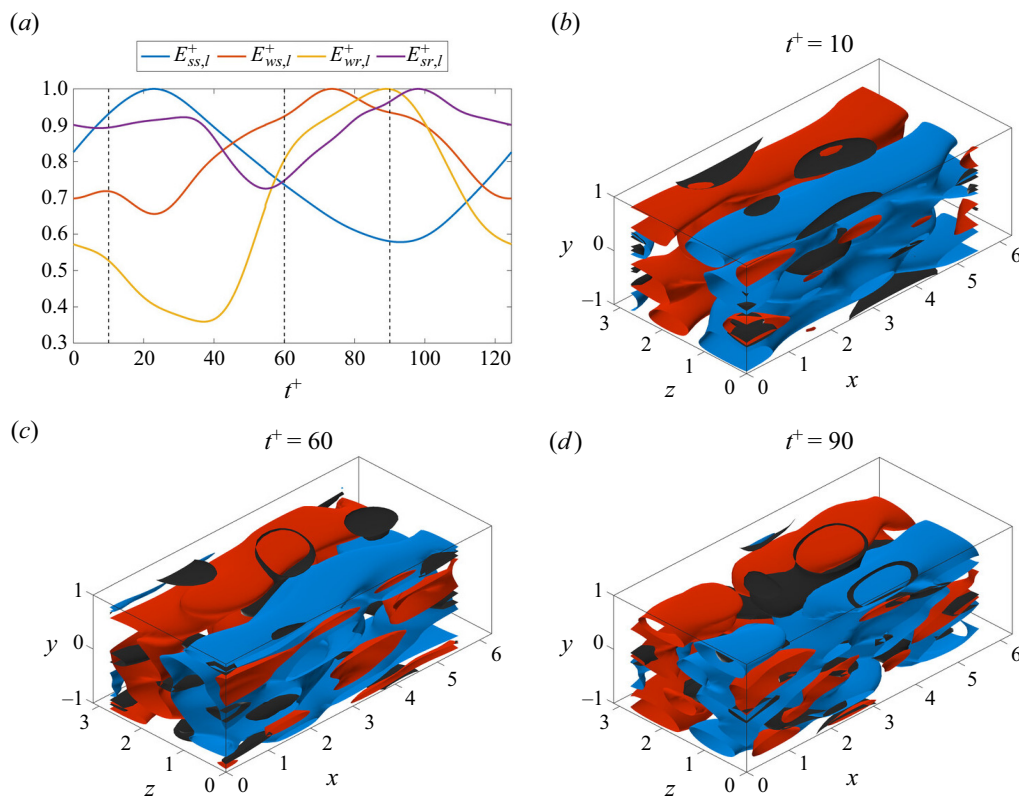 (a)
E⁺ss,l E⁺ws,l E⁺wr,l E⁺sr,l
1.0
0.9
0.8
0.7
0.6
0.5
0.4
0.3
0 20 40 60 80 100 120
t⁺
(b)
t⁺ = 10
1
y 0
–1
3 2 1 0
z
0 1 2 3 4 5 6
x
(c)
t⁺ = 60
1
y 0
–1
3 2 1 0
z
0 1 2 3 4 5 6
x
(d)
t⁺ = 90
1
y 0
–1
3 2 1 0
z
0 1 2 3 4 5 6
x